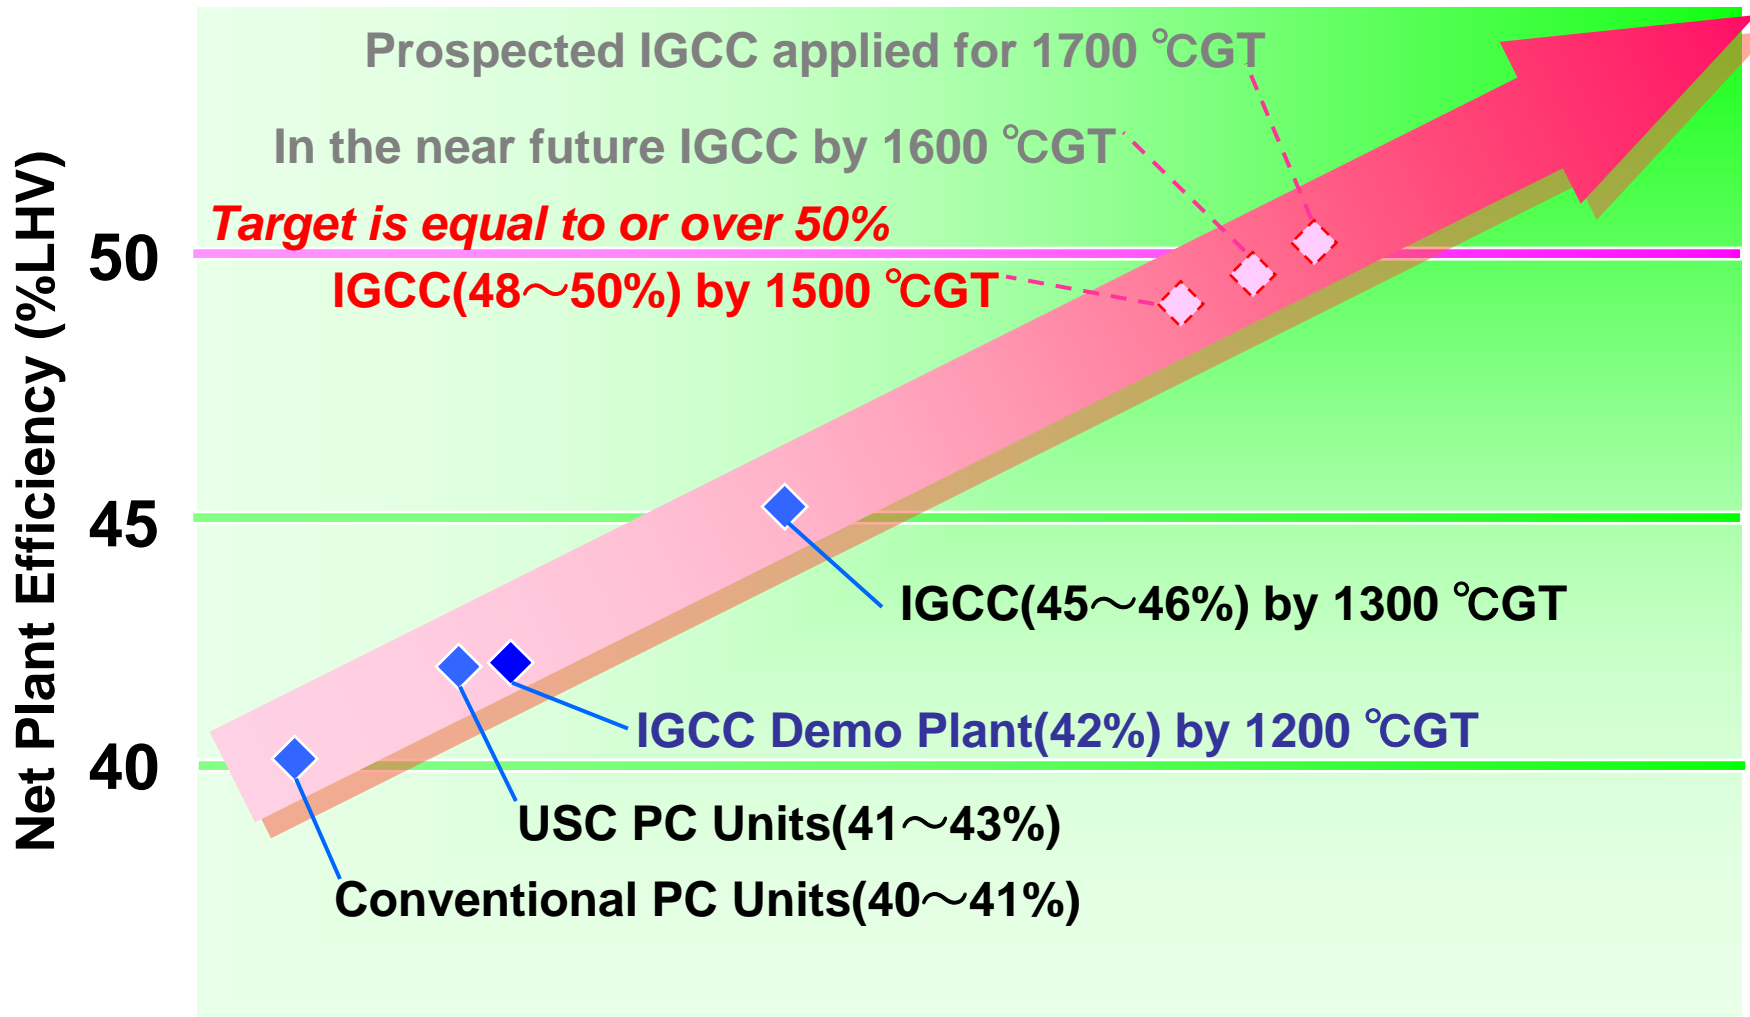 Prospected IGCC applied for 1700 ℃GT
In the near future IGCC by 1600 ℃GT
Target is equal to or over 50%
50
IGCC(48～50%) by 1500 ℃GT
Net Plant Efficiency (%LHV)
45
IGCC(45～46%) by 1300 ℃GT
IGCC Demo Plant(42%) by 1200 ℃GT
40
USC PC Units(41～43%)
Conventional PC Units(40～41%)